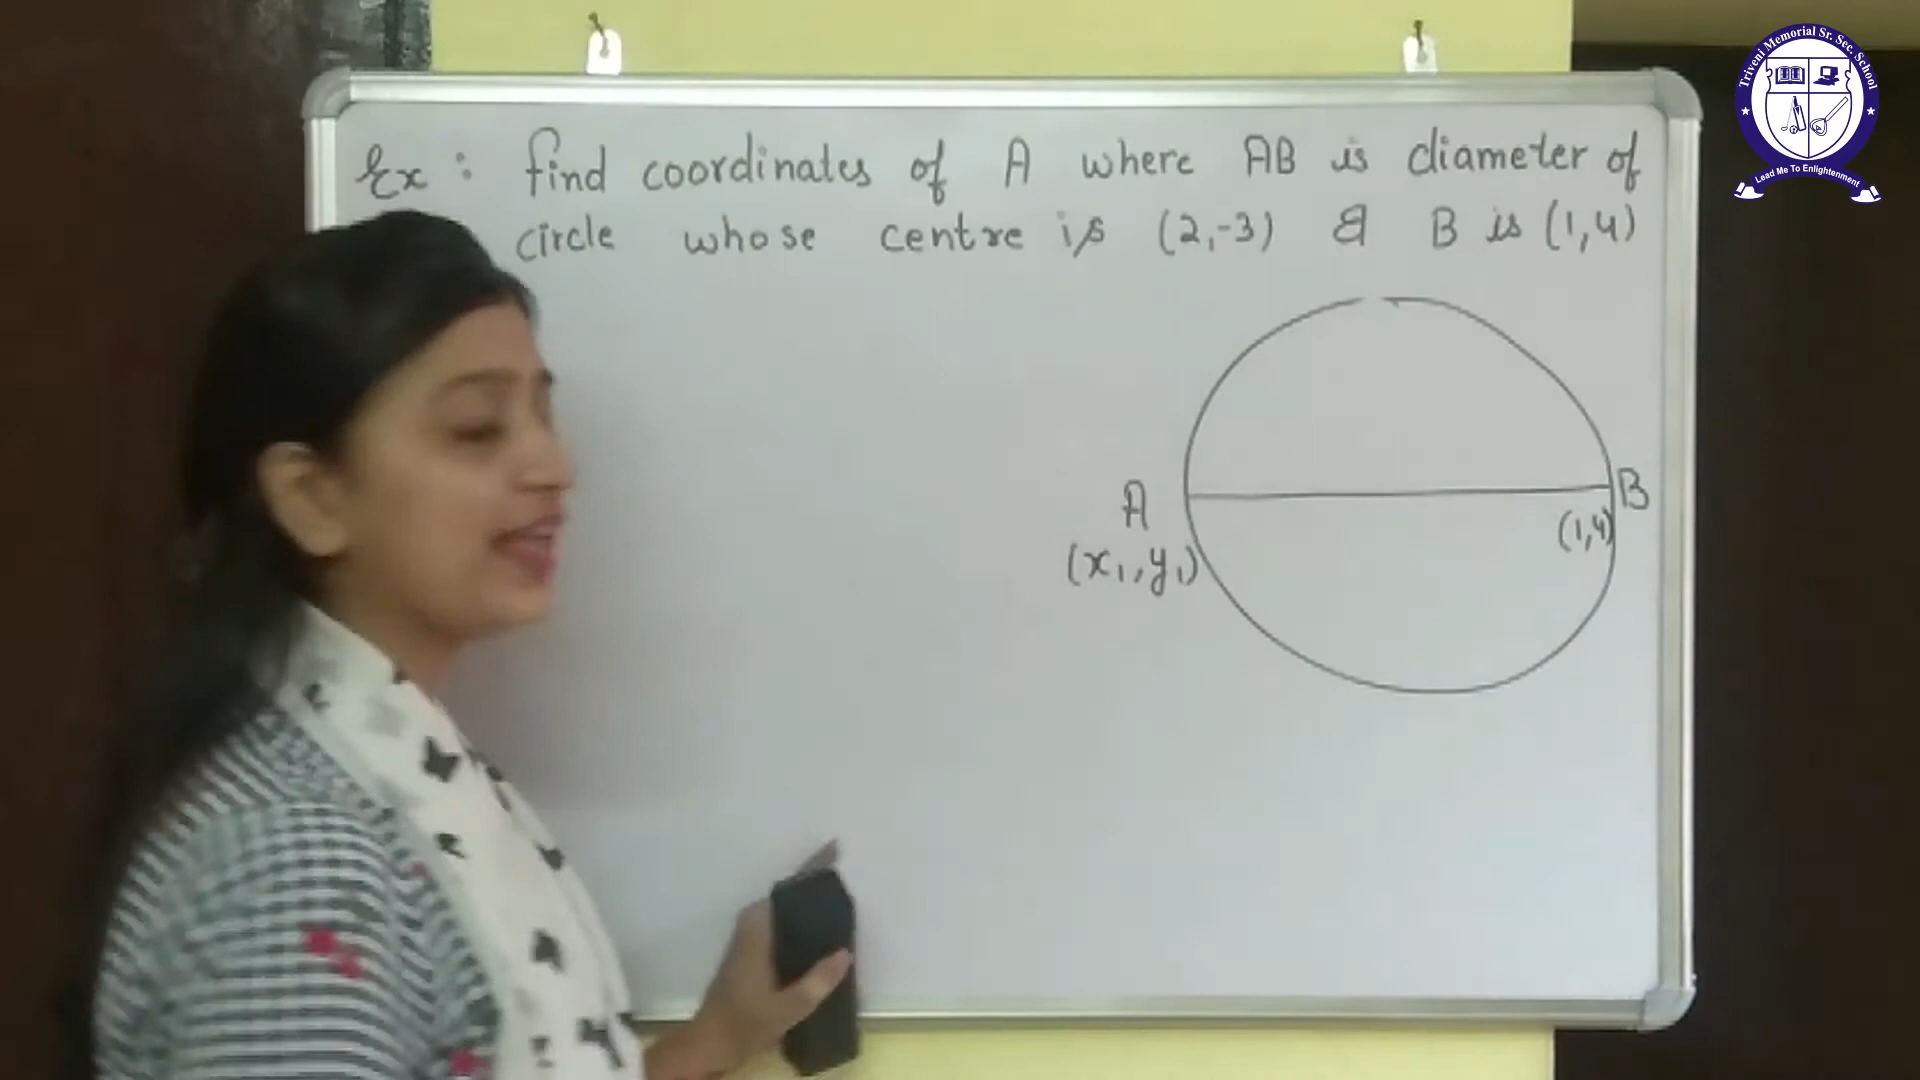 Ex : find coordinates of A where AB is diameter of
circle whose centre is (2,-3) & B is (1,4)
A
B
(1,4)
(x₁, y₁)
Triveni Memorial Sr. Sec. School
Lead Me To Enlightenment